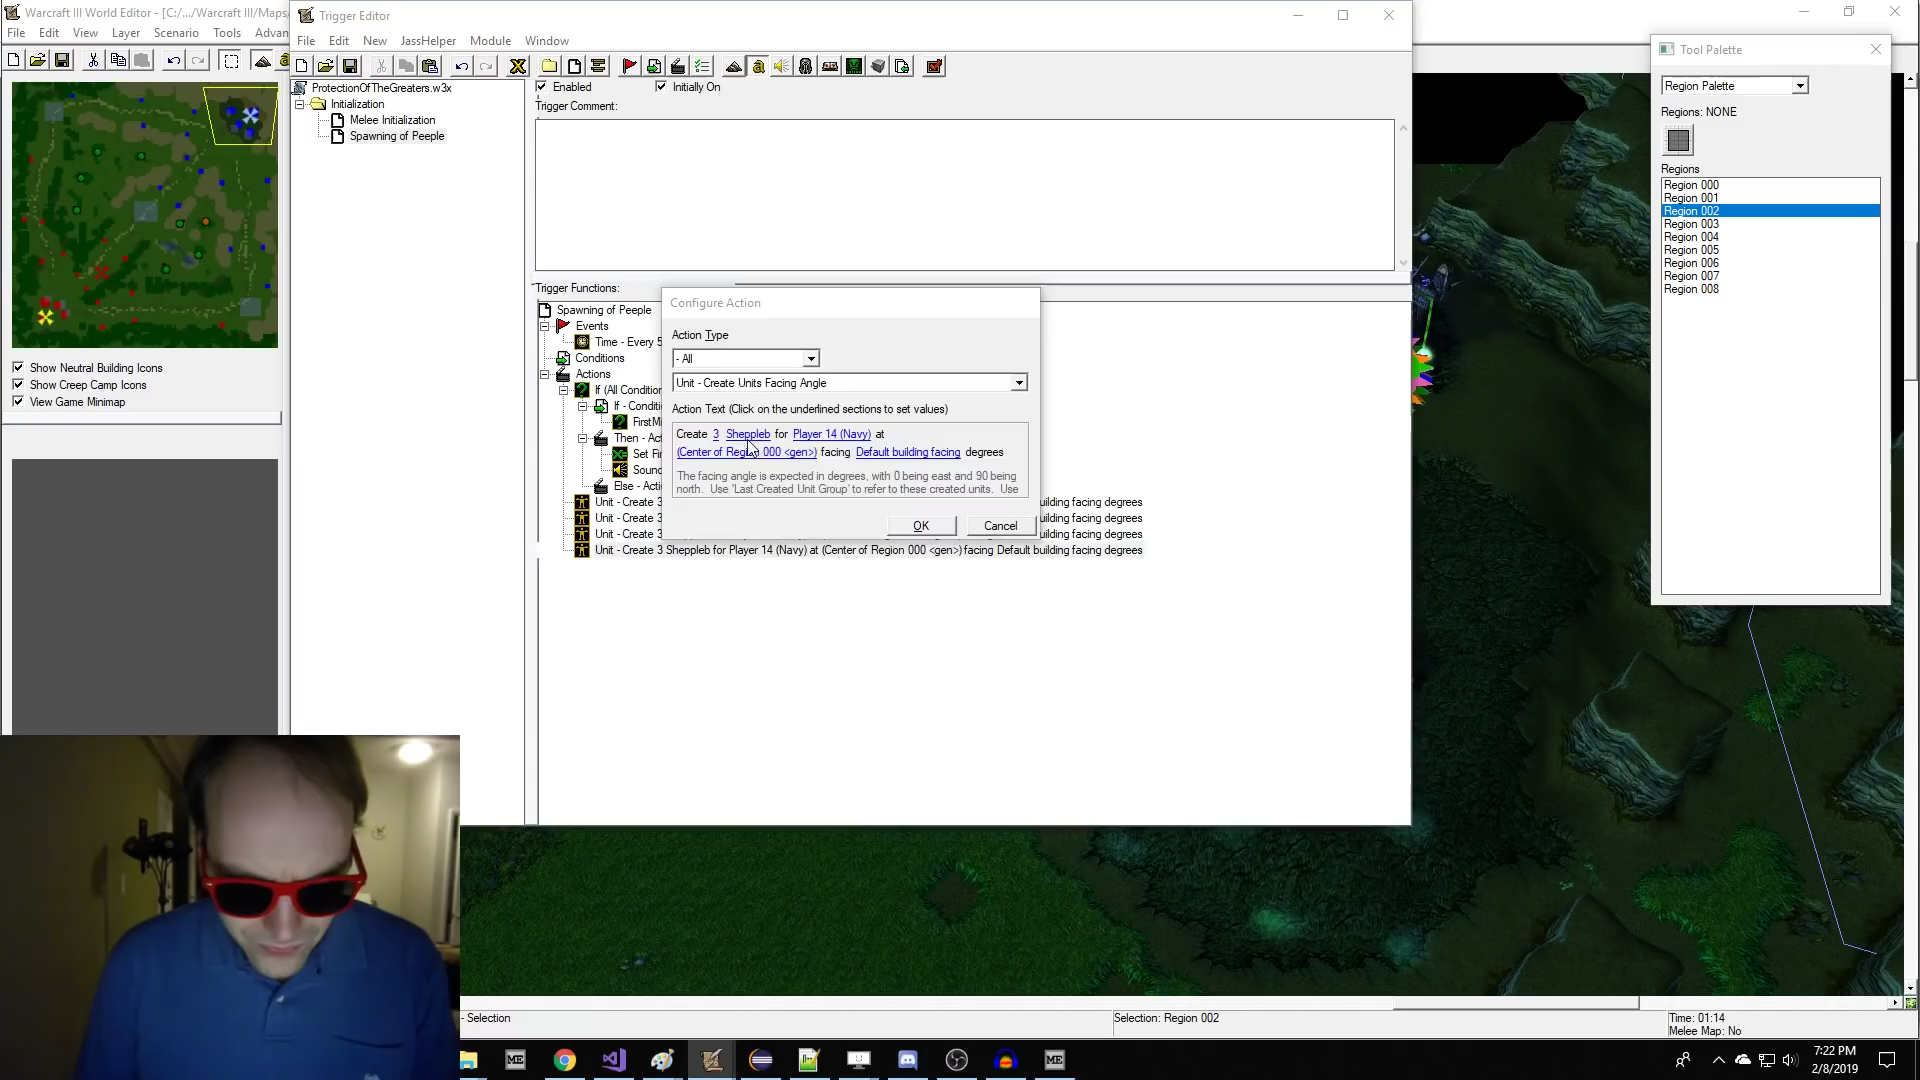 Warcraft III World Editor - [C:/.../Warcraft III/Maps/
File Edit View Layer Scenario Tools Advan
Trigger Editor
File Edit New JassHelper Module Window
ProtectionOfTheGreaters.w3x
Initialization
Melee Initialization
Spawning of Peeple
Show Neutral Building Icons
Show Creep Camp Icons
View Game Minimap
Enabled
Initially On
Trigger Comment:
Trigger Functions:
Spawning of Peeple
Events
Time - Every 5
Conditions
Actions
If (All Condition
If - Conditi
FirstMi
Then - Act
Set Fir
Sound
Else - Acti
Unit - Create 3
uilding facing degrees
Unit - Create 3
uilding facing degrees
Unit - Create 3
uilding facing degrees
Unit - Create 3 Sheppleb for Player 14 (Navy) at (Center of Region 000 <gen>) facing Default building facing degrees
Configure Action
Action Type
- All
Unit - Create Units Facing Angle
Action Text (Click on the underlined sections to set values)
Create 3 Sheppleb for Player 14 (Navy) at
(Center of Region 000 <gen>) facing Default building facing degrees
The facing angle is expected in degrees, with 0 being east and 90 being
north. Use 'Last Created Unit Group' to refer to these created units. Use
OK
Cancel
Tool Palette
Region Palette
Regions: NONE
Regions
Region 000
Region 001
Region 002
Region 003
Region 004
Region 005
Region 006
Region 007
Region 008
- Selection
Selection: Region 002
Time: 01:14
Melee Map: No
ME
ME
7:22 PM
2/8/2019